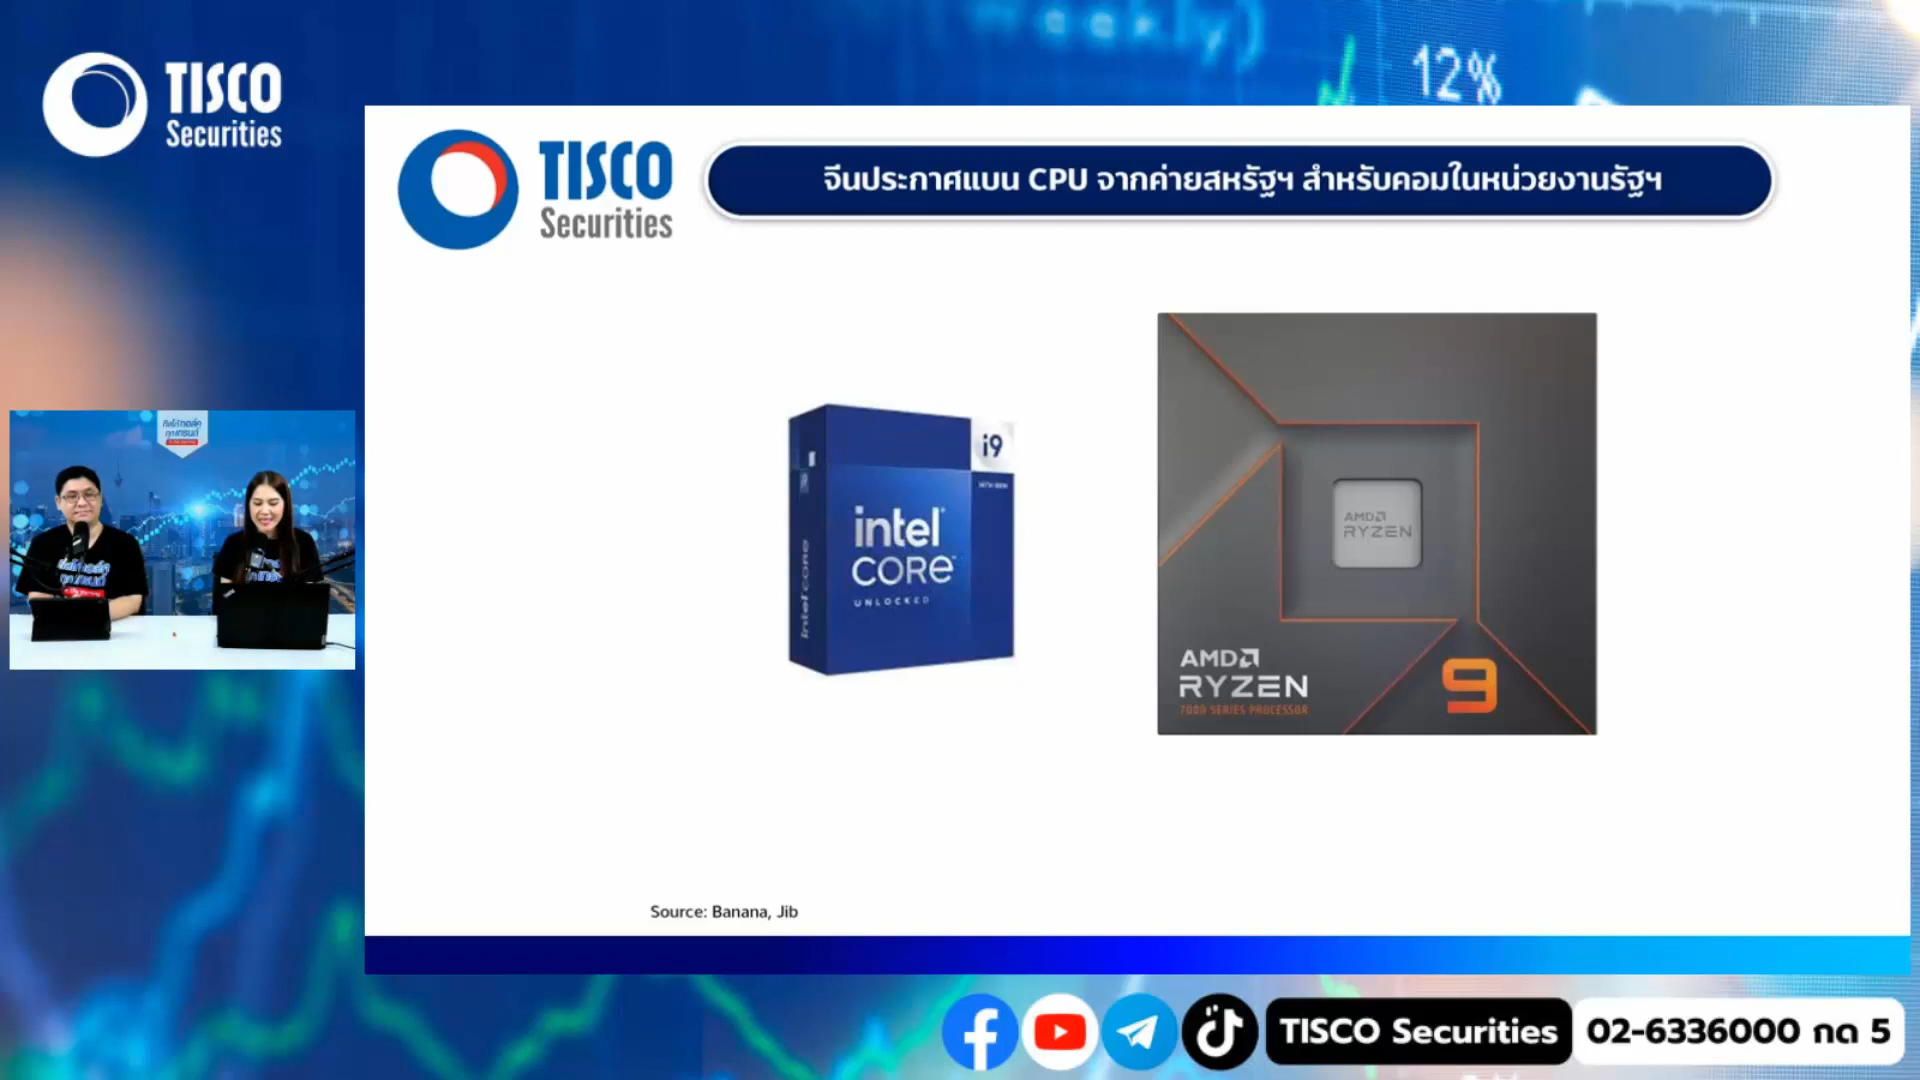 (Weekly)
12%
TISCO
Securities
TISCO
Securities
จีนประกาศแบน CPU จากค่ายสหรัฐฯ สำหรับคอมในหน่วยงานรัฐฯ
i9
14TH GEN
intel
CORE
UNLOCKED
intel CORE
AMD
RYZEN
AMD
RYZEN
7000 SERIES PROCESSOR
9
Source: Banana, Jib
TISCO Securities
02-6336000 กด 5